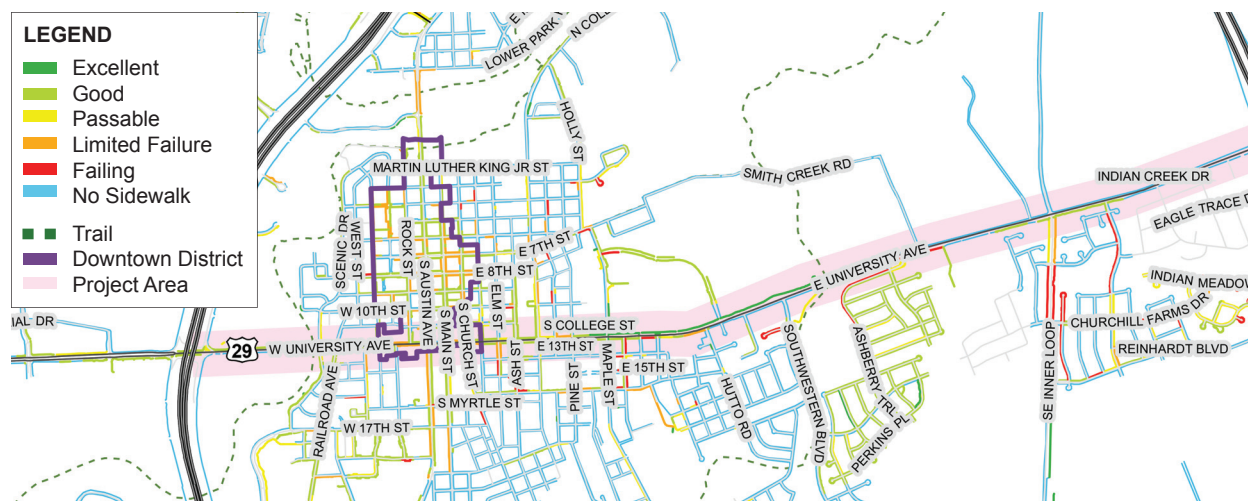 LEGEND
Excellent
Good
Passable
Limited Failure
Failing
No Sidewalk
Trail
Downtown District
Project Area
LOWER PARK
N COL
HOLLY ST
MARTIN LUTHER KING JR ST
SMITH CREEK RD
INDIAN CREEK DR
EAGLE TRACE D
SCENIC DR
WEST ST
ROCK ST
S AUSTIN AVE
E 7TH ST
E 8TH ST
E UNIVERSITY AVE
INDIAN MEADOW
ELM ST
W 10TH ST
S MAIN ST
S CHURCH ST
S COLLEGE ST
CHURCHILL FARMS DR
IAL DR
29
W UNIVERSITY AVE
E 13TH ST
ASH ST
REINHARDT BLVD
E 15TH ST
PINE ST
MAPLE ST
RAILROAD AVE
S MYRTLE ST
HUTTO RD
SOUTHWESTERN BLVD
ASHBERRY TRL
SE INNER LOOP
W 17TH ST
PERKINS PL